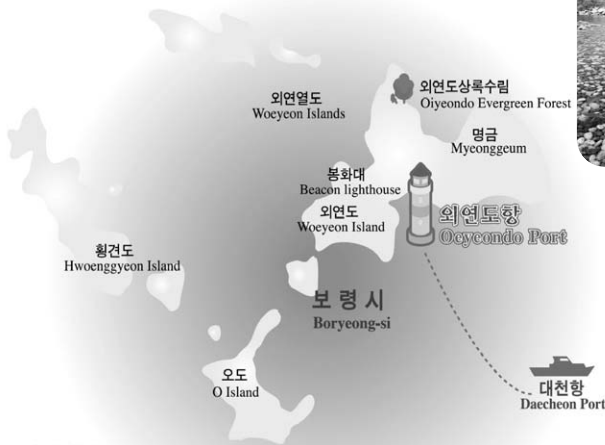 외연도상록수림
Oiyeondo Evergreen Forest
외연열도
Woeyeon Islands
명금
Myeonggeum
봉화대
Beacon lighthouse
외연도
Woeyeon Island
외연도항
Oeyeondo Port
횡견도
Hwoenggyeon Island
보령시
Boryeong-si
오도
O Island
대천항
Daecheon Port